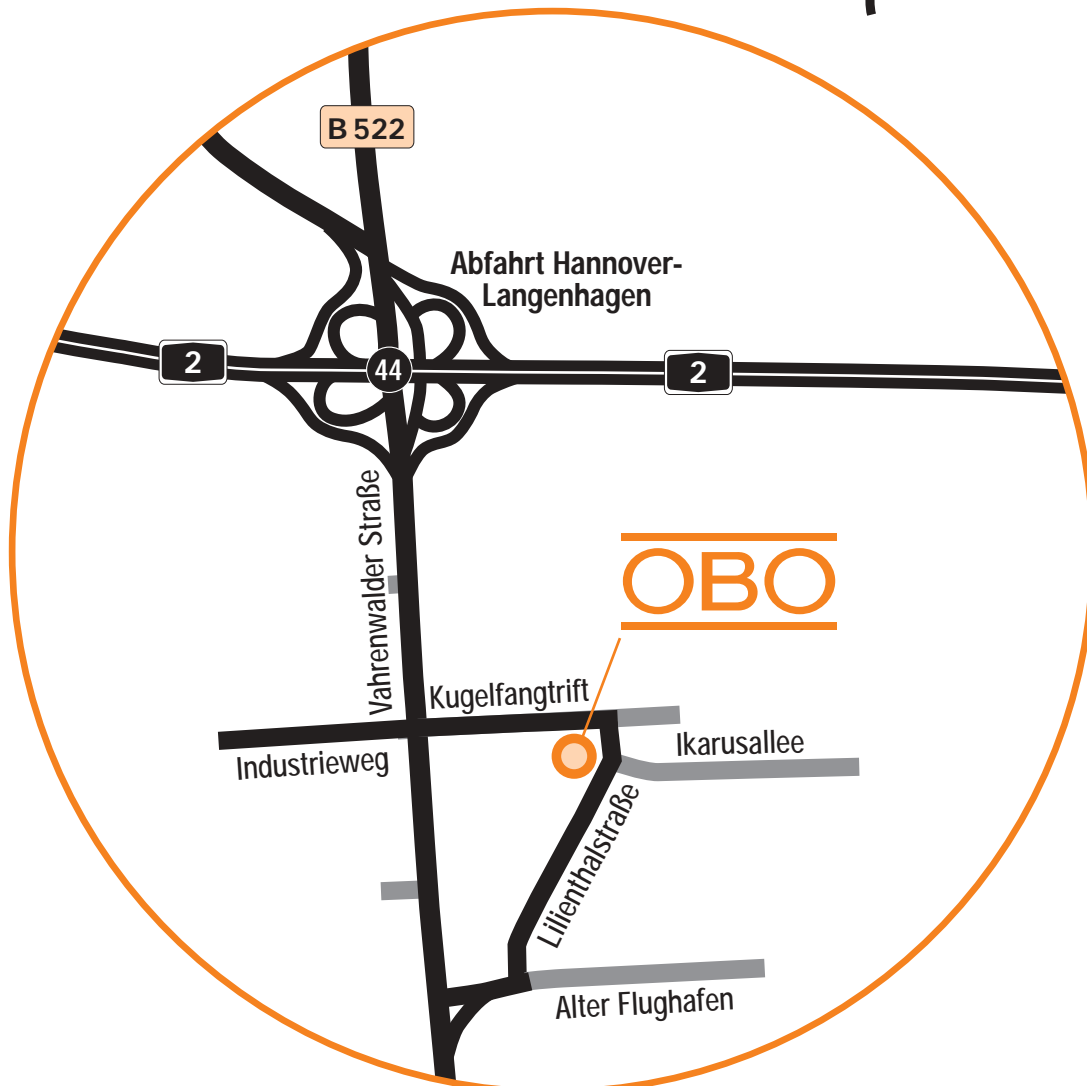 B 522
Abfahrt Hannover-
Langenhagen
2
44
2
Vahrenwalder Straße
OBO
Kugelfangtrift
Industrieweg
Ikarusallee
Lilienthalstraße
Alter Flughafen